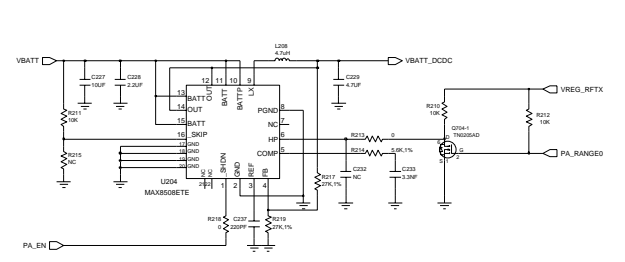 L208
4.7uH
VBATT
VBATT_DCDC
C227
10UF
C228
2.2UF
C229
4.7UF
12 11 10 9
OUT
BATT
BATTP
LX
13
BATT
14
OUT
15
BATT
16
_SKIP
17
GND
18
GND
19
GND
20
GND
8
PGND
7
NC
6
HP
5
COMP
R211
10K
R215
NC
NC
NC
21 22
_SHDN
GND
REF
FB
1 2 3 4
U204
MAX8508ETE
R213 0
R214 5.6K,1%
R210
10K
VREG_RFTX
R212
10K
Q704-1
TN0205AD
D
G
S
1
2
PA_RANGE0
R217
27K,1%
C232
NC
C233
3.3NF
R218
0
C237
220PF
R219
27K,1%
PA_EN